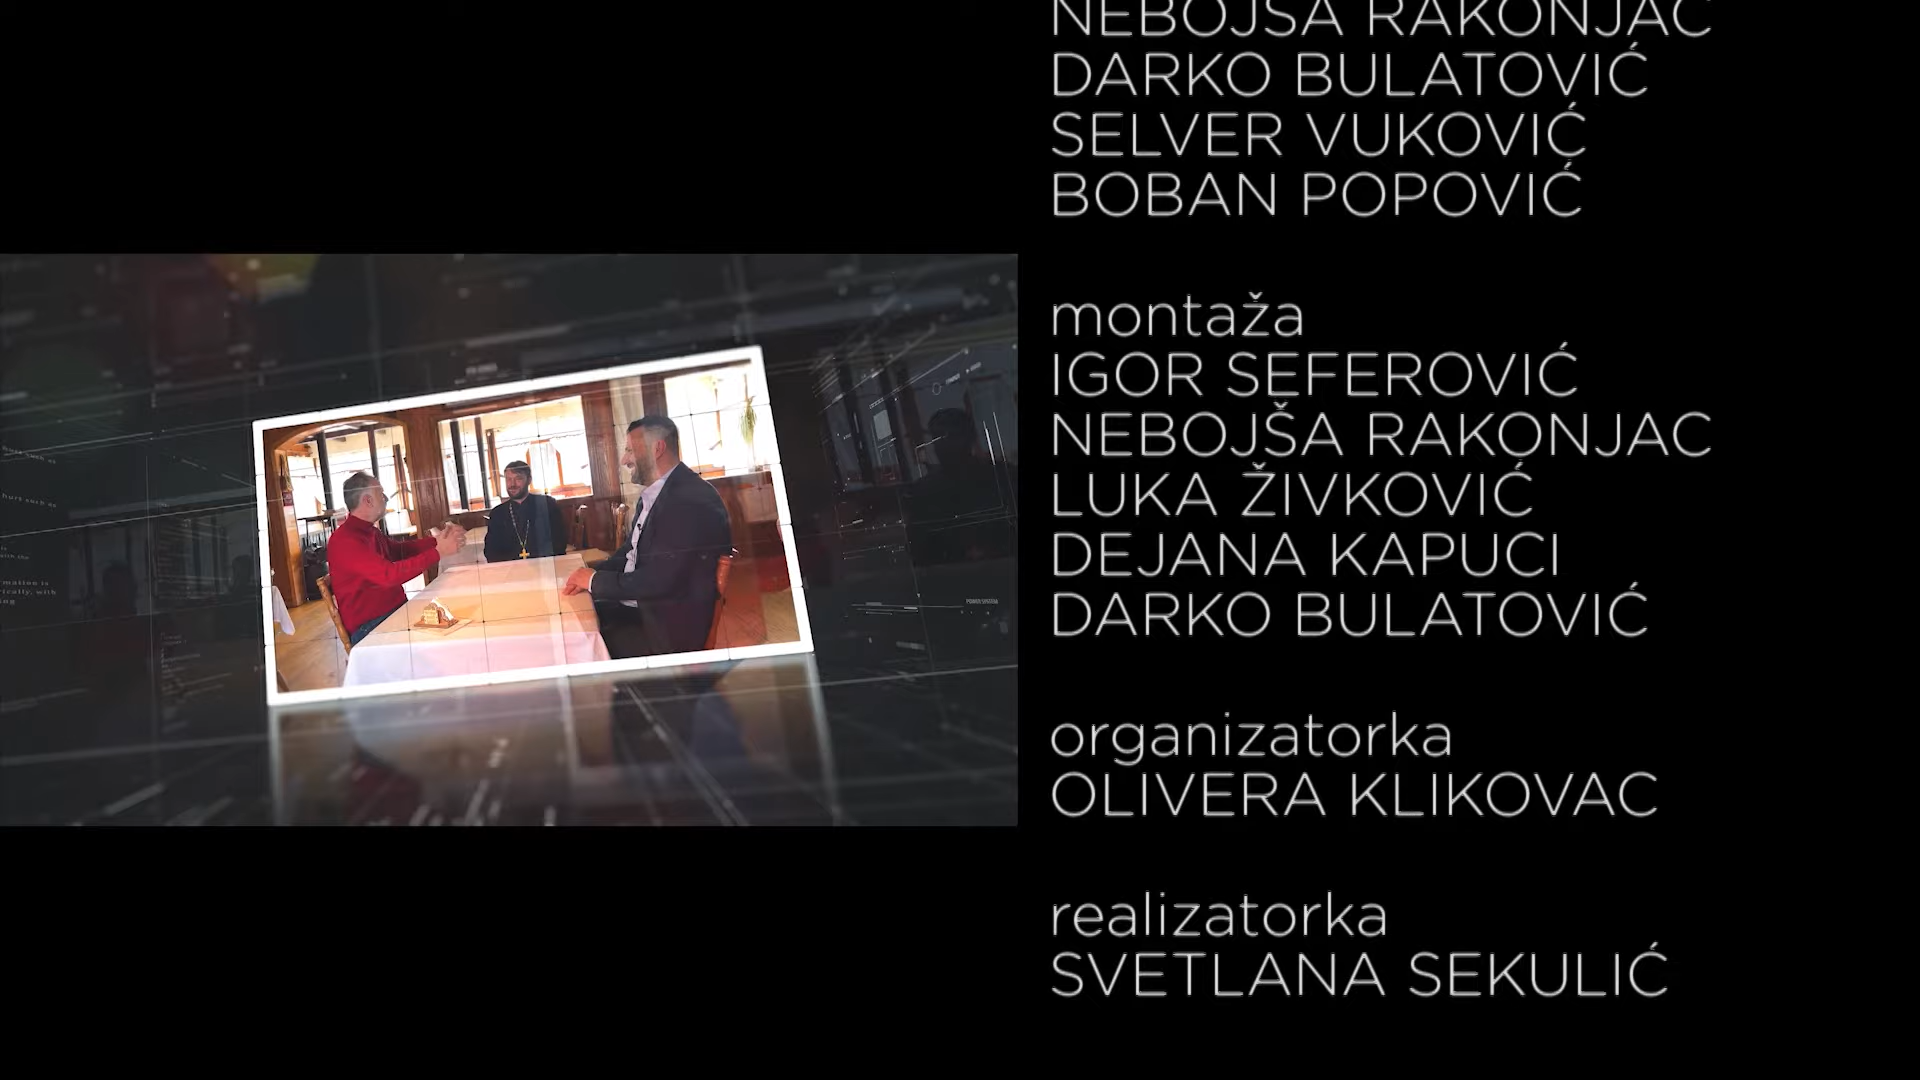 NEBOJŠA RAKONJAC
DARKO BULATOVIĆ
SELVER VUKOVIĆ
BOBAN POPOVIĆ
montaža
IGOR SEFEROVIĆ
NEBOJŠA RAKONJAC
LUKA ŽIVKOVIĆ
DEJANA KAPUCI
DARKO BULATOVIĆ
organizatorka
OLIVERA KLIKOVAC
realizatorka
SVETLANA SEKULIĆ